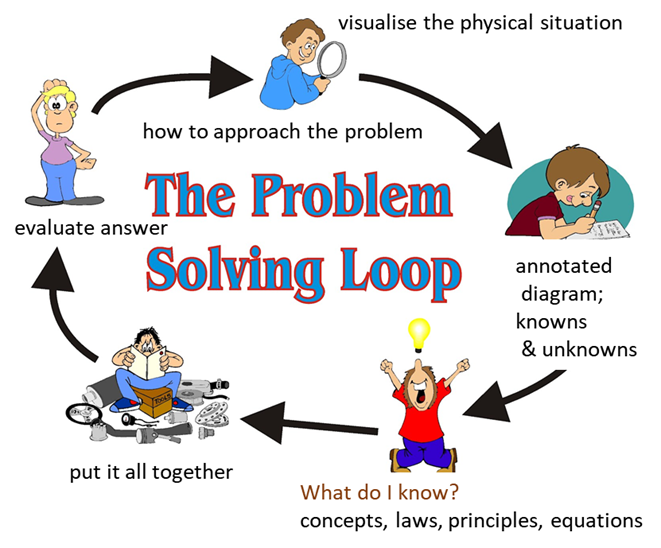 visualise the physical situation
how to approach the problem
The Problem
Solving Loop
evaluate answer
annotated
diagram;
knowns
& unknowns
TOOLS
put it all together
What do I know?
concepts, laws, principles, equations